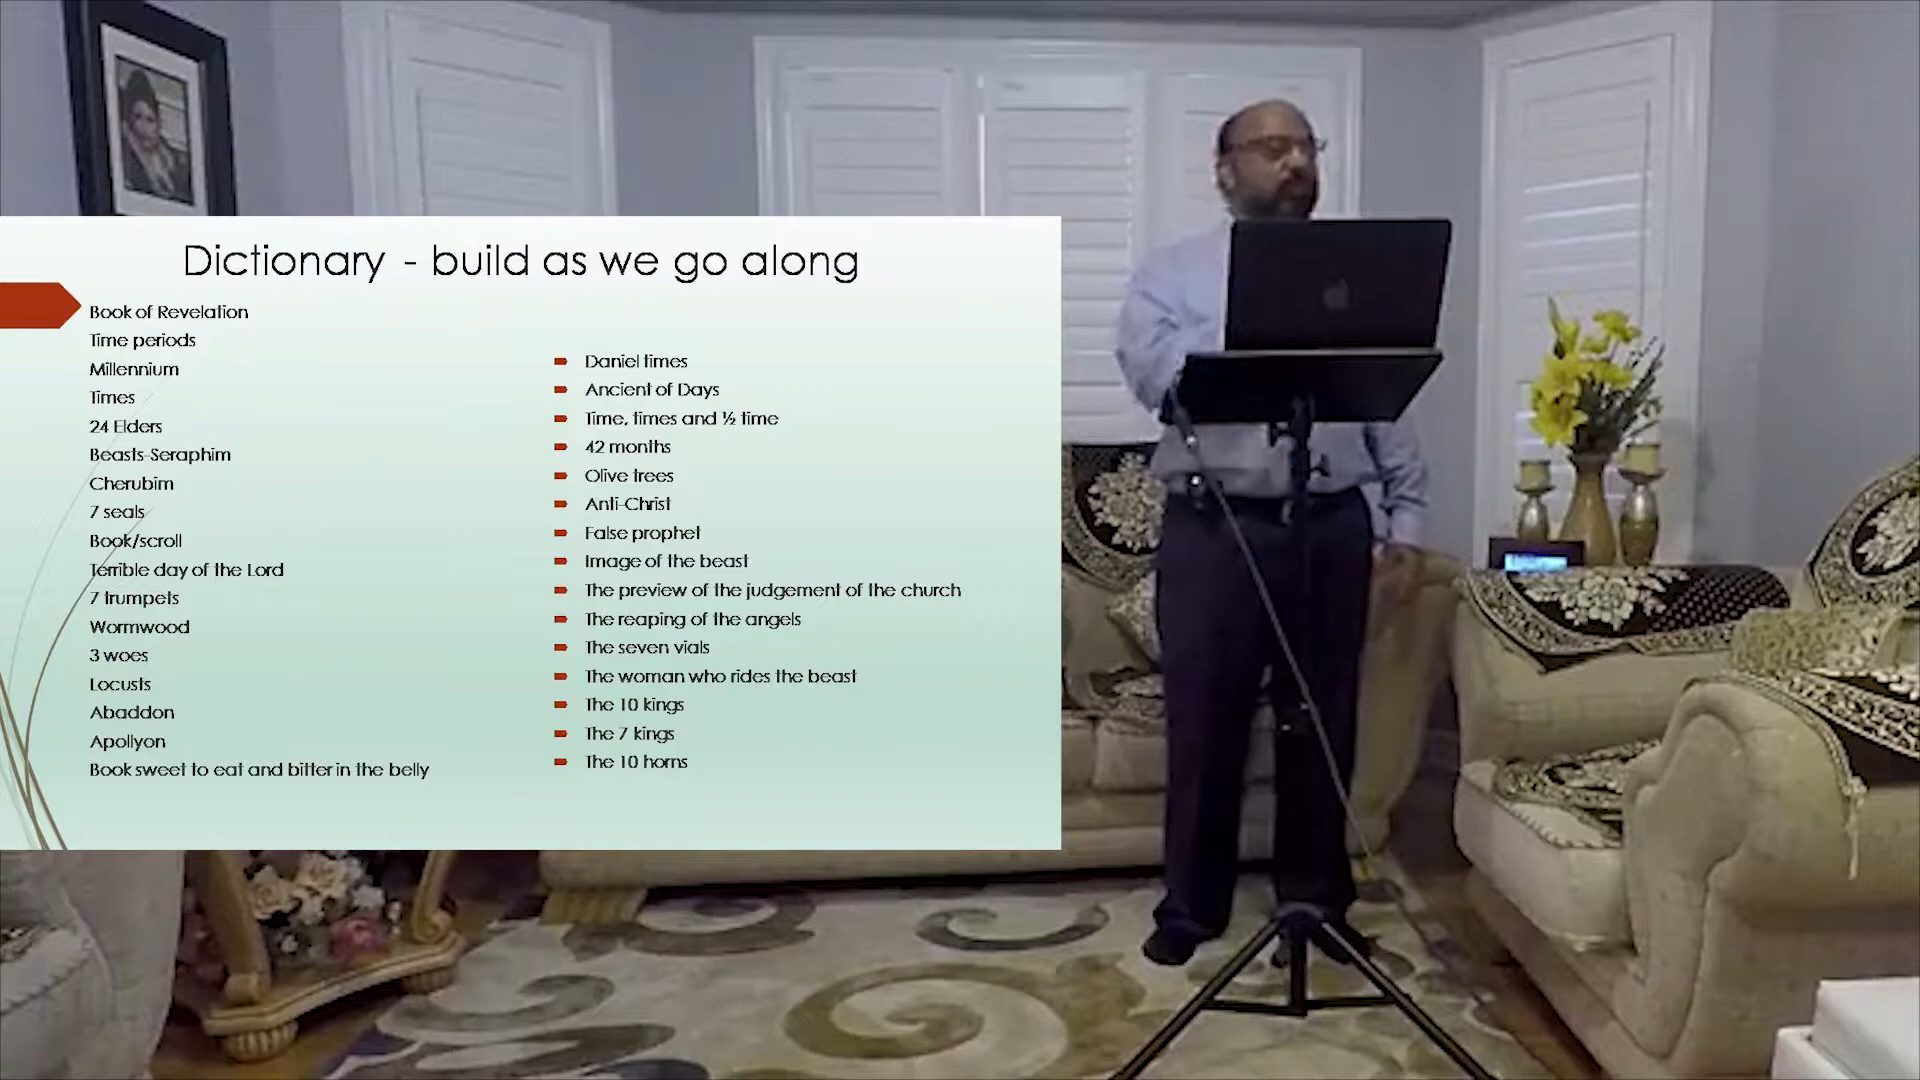 Dictionary - build as we go along
Book of Revelation
Time periods
Millennium
Times
24 Elders
Beasts-Seraphim
Cherubim
7 seals
Book/scroll
Terrible day of the Lord
7 trumpets
Wormwood
3 woes
Locusts
Abaddon
Apollyon
Book sweet to eat and bitter in the belly
Daniel times
Ancient of Days
Time, times and ½ time
42 months
Olive trees
Anti-Christ
False prophet
Image of the beast
The preview of the judgement of the church
The reaping of the angels
The seven vials
The woman who rides the beast
The 10 kings
The 7 kings
The 10 horns